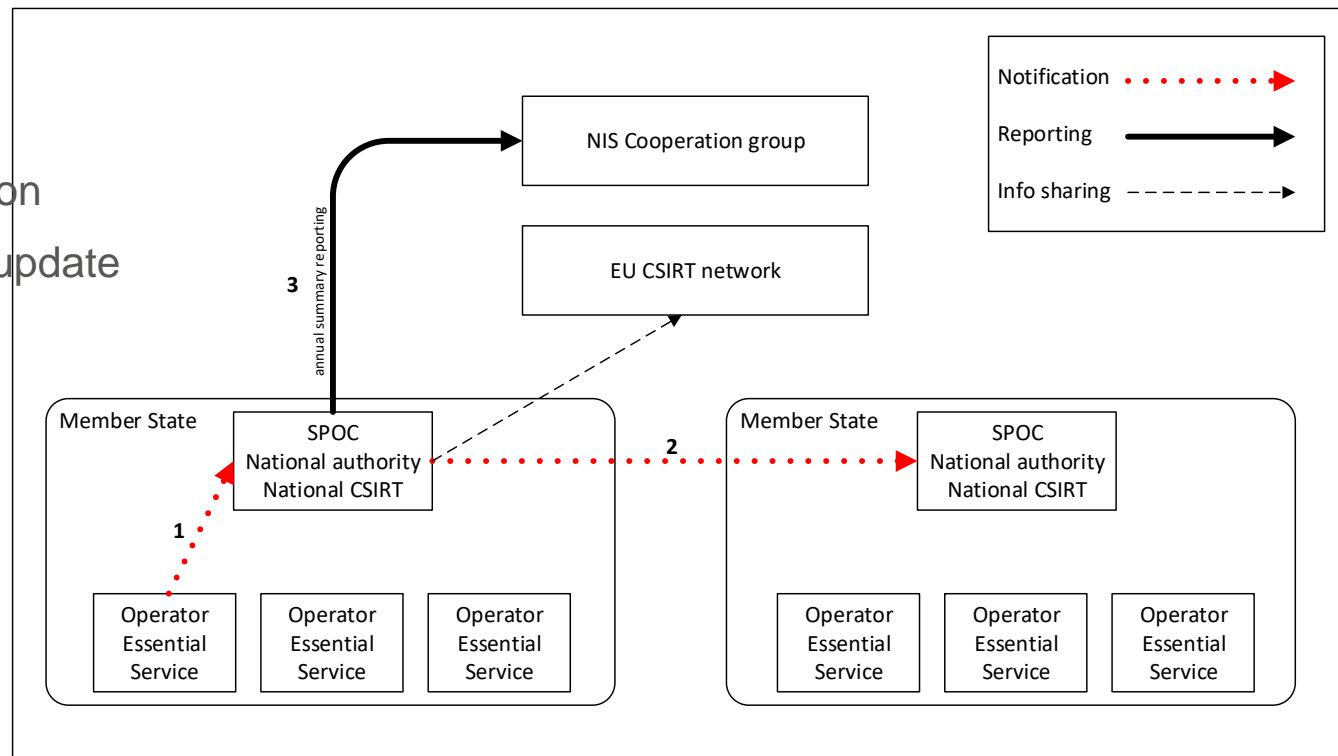 on
update
Notification
Reporting
Info sharing
NIS Cooperation group
EU CSIRT network
3
annual summary reporting
Member State
SPOC
National authority
National CSIRT
1
Operator
Essential
Service
Operator
Essential
Service
Operator
Essential
Service
2
Member State
SPOC
National authority
National CSIRT
Operator
Essential
Service
Operator
Essential
Service
Operator
Essential
Service